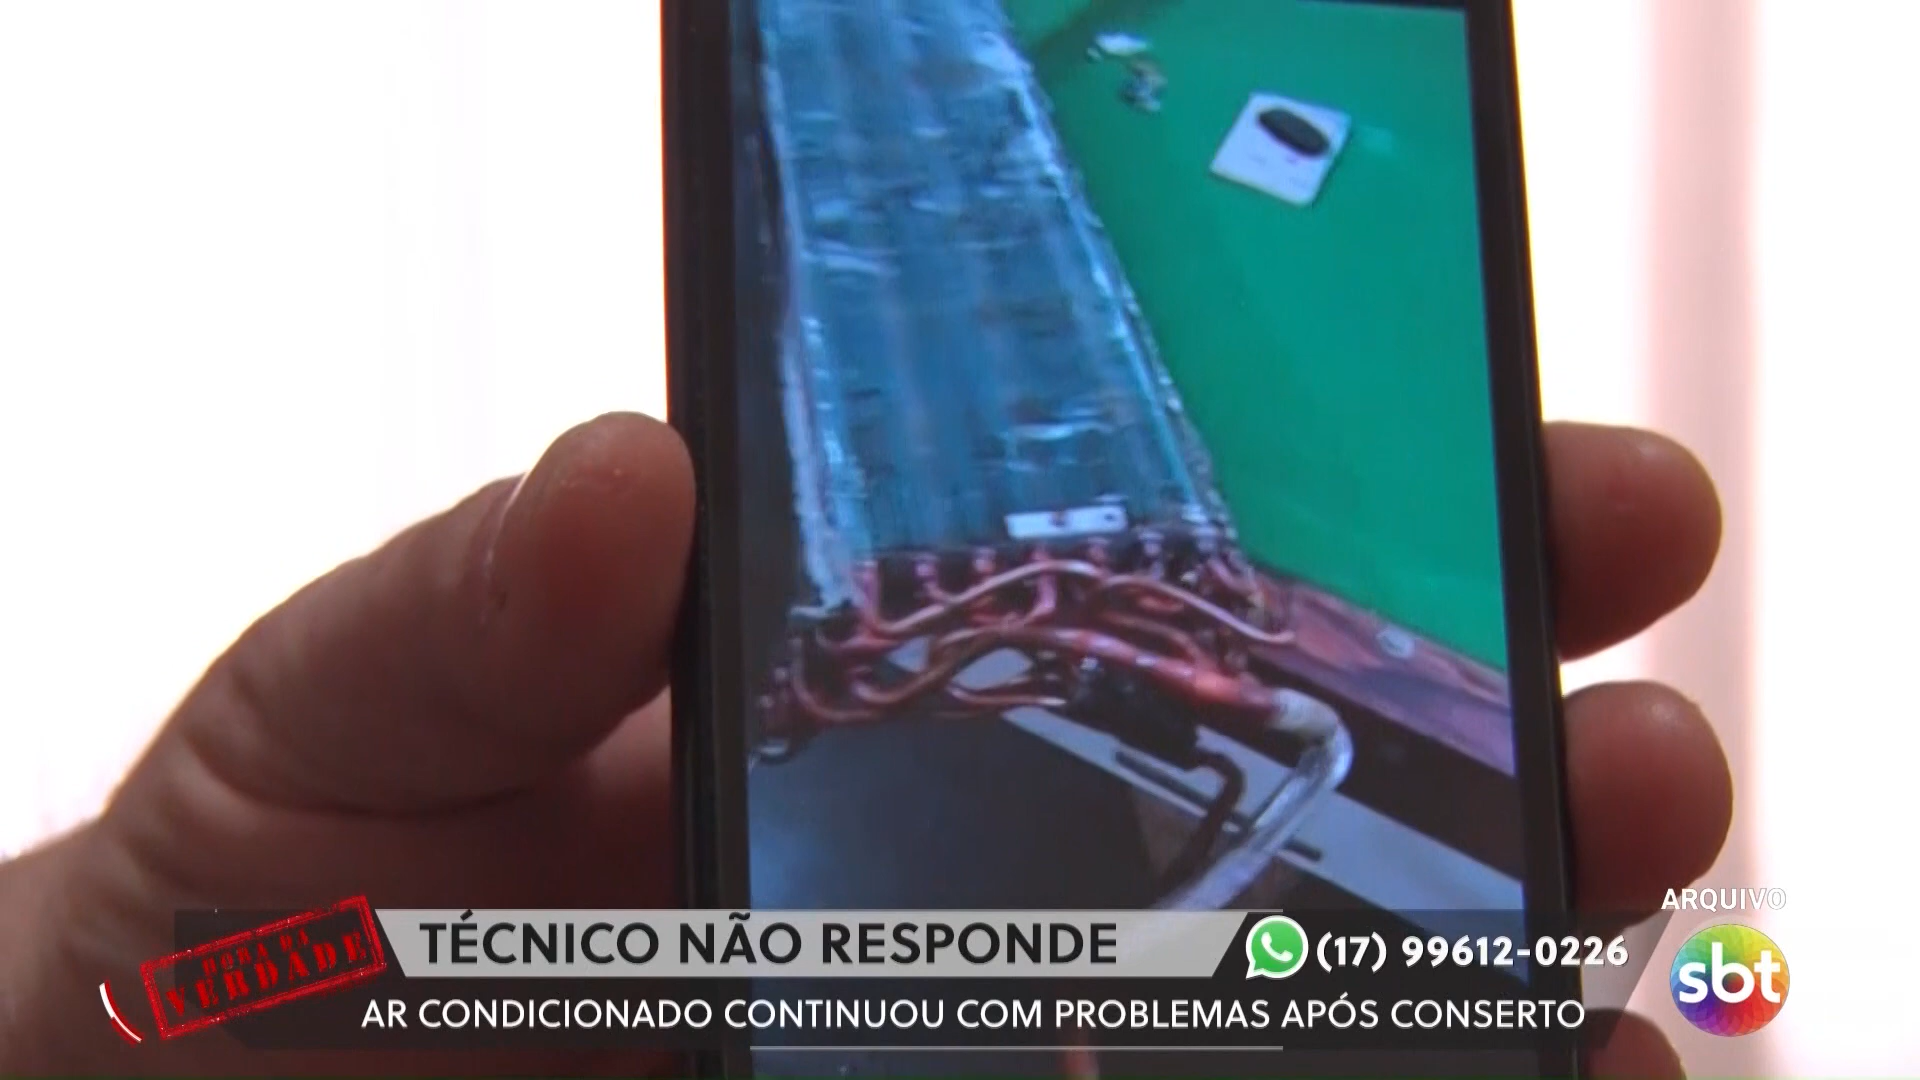 ARQUIVO
HORA DA
VERDADE
TÉCNICO NÃO RESPONDE
(17) 99612-0226
sbt
AR CONDICIONADO CONTINUOU COM PROBLEMAS APÓS CONSERTO